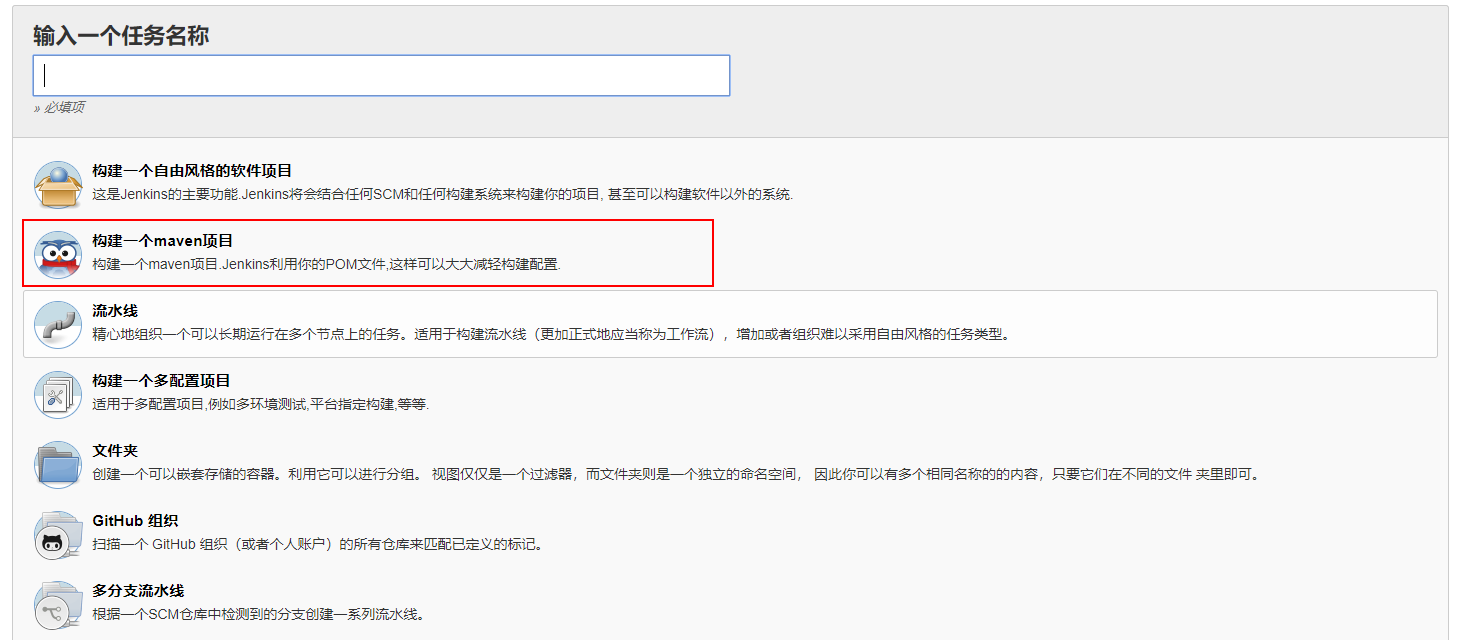 输入一个任务名称
» 必填项
构建一个自由风格的软件项目
这是Jenkins的主要功能.Jenkins将会结合任何SCM和任何构建系统来构建你的项目, 甚至可以构建软件以外的系统.
构建一个maven项目
构建一个maven项目.Jenkins利用你的POM文件,这样可以大大减轻构建配置.
流水线
精心地组织一个可以长期运行在多个节点上的任务。适用于构建流水线（更加正式地应当称为工作流），增加或者组织难以采用自由风格的任务类型。
构建一个多配置项目
适用于多配置项目,例如多环境测试,平台指定构建,等等.
文件夹
创建一个可以嵌套存储的容器。利用它可以进行分组。 视图仅仅是一个过滤器，而文件夹则是一个独立的命名空间， 因此你可以有多个相同名称的的内容，只要它们在不同的文件 夹里即可。
GitHub 组织
扫描一个 GitHub 组织（或者个人账户）的所有仓库来匹配已定义的标记。
多分支流水线
根据一个SCM仓库中检测到的分支创建一系列流水线。